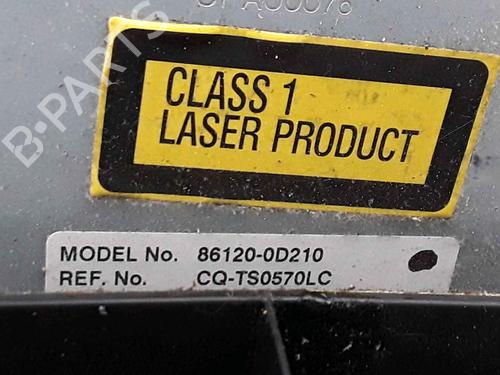 CLASS 1
LASER PRODUCT
MODEL No. 86120-0D210
REF. No. CQ-TS0570LC
B-PARTS